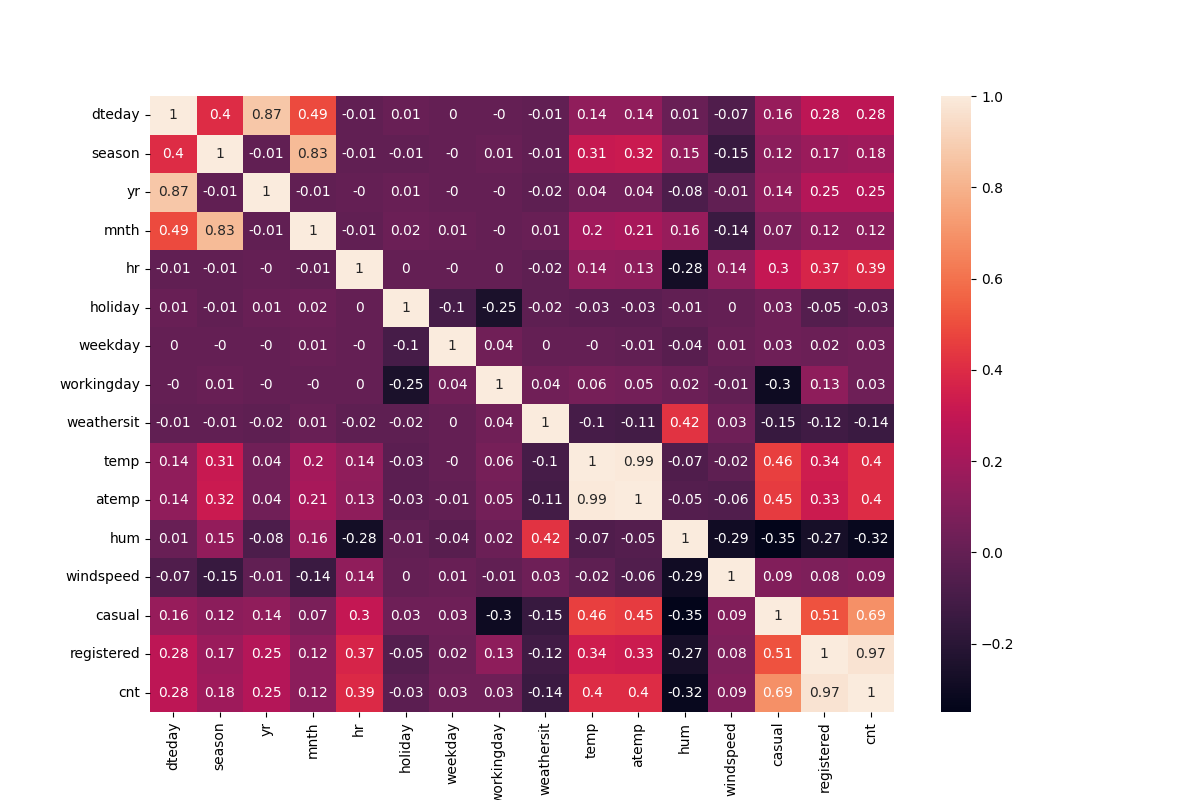 dteday 1 0.4 0.87 0.49 -0.01 0.01 0 -0 -0.01 0.14 0.14 0.01 -0.07 0.16 0.28 0.28
season 0.4 1 -0.01 0.83 -0.01 -0.01 -0 0.01 -0.01 0.31 0.32 0.15 -0.15 0.12 0.17 0.18
yr 0.87 -0.01 1 -0.01 -0 0.01 -0 -0 -0.02 0.04 0.04 -0.08 -0.01 0.14 0.25 0.25
mnth 0.49 0.83 -0.01 1 -0.01 0.02 0.01 -0 0.01 0.2 0.21 0.16 -0.14 0.07 0.12 0.12
hr -0.01 -0.01 -0 -0.01 1 0 -0 0 -0.02 0.14 0.13 -0.28 0.14 0.3 0.37 0.39
holiday 0.01 -0.01 0.01 0.02 0 1 -0.1 -0.25 -0.02 -0.03 -0.03 -0.01 0 0.03 -0.05 -0.03
weekday 0 -0 -0 0.01 -0 -0.1 1 0.04 0 -0 -0.01 -0.04 0.01 0.03 0.02 0.03
workingday -0 0.01 -0 -0 0 -0.25 0.04 1 0.04 0.06 0.05 0.02 -0.01 -0.3 0.13 0.03
weathersit -0.01 -0.01 -0.02 0.01 -0.02 -0.02 0 0.04 1 -0.1 -0.11 0.42 0.03 -0.15 -0.12 -0.14
temp 0.14 0.31 0.04 0.2 0.14 -0.03 -0 0.06 -0.1 1 0.99 -0.07 -0.02 0.46 0.34 0.4
atemp 0.14 0.32 0.04 0.21 0.13 -0.03 -0.01 0.05 -0.11 0.99 1 -0.05 -0.06 0.45 0.33 0.4
hum 0.01 0.15 -0.08 0.16 -0.28 -0.01 -0.04 0.02 0.42 -0.07 -0.05 1 -0.29 -0.35 -0.27 -0.32
windspeed -0.07 -0.15 -0.01 -0.14 0.14 0 0.01 -0.01 0.03 -0.02 -0.06 -0.29 1 0.09 0.08 0.09
casual 0.16 0.12 0.14 0.07 0.3 0.03 0.03 -0.3 -0.15 0.46 0.45 -0.35 0.09 1 0.51 0.69
registered 0.28 0.17 0.25 0.12 0.37 -0.05 0.02 0.13 -0.12 0.34 0.33 -0.27 0.08 0.51 1 0.97
cnt 0.28 0.18 0.25 0.12 0.39 -0.03 0.03 0.03 -0.14 0.4 0.4 -0.32 0.09 0.69 0.97 1
dteday season yr mnth hr holiday weekday workingday weathersit temp atemp hum windspeed casual registered cnt
1.0
0.8
0.6
0.4
0.2
0.0
−0.2